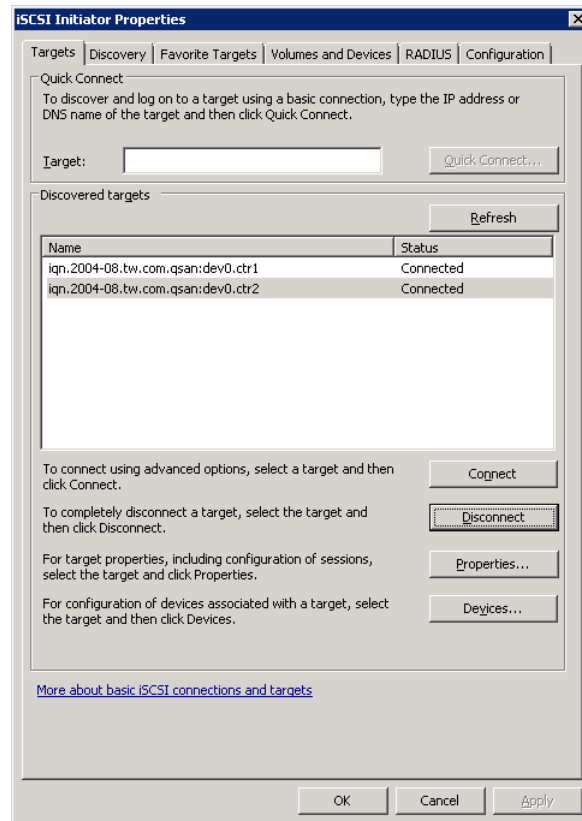 iSCSI Initiator Properties
Targets Discovery Favorite Targets Volumes and Devices RADIUS Configuration
Quick Connect
To discover and log on to a target using a basic connection, type the IP address or
DNS name of the target and then click Quick Connect.
Target: Quick Connect...
Discovered targets
Refresh
Name Status
iqn.2004-08.tw.com.qsan:dev0.ctr1 Connected
iqn.2004-08.tw.com.qsan:dev0.ctr2 Connected
To connect using advanced options, select a target and then
click Connect.
Connect
To completely disconnect a target, select the target and
then click Disconnect.
Disconnect
For target properties, including configuration of sessions,
select the target and click Properties.
Properties...
For configuration of devices associated with a target, select
the target and then click Devices.
Devices...
More about basic iSCSI connections and targets
OK Cancel Apply